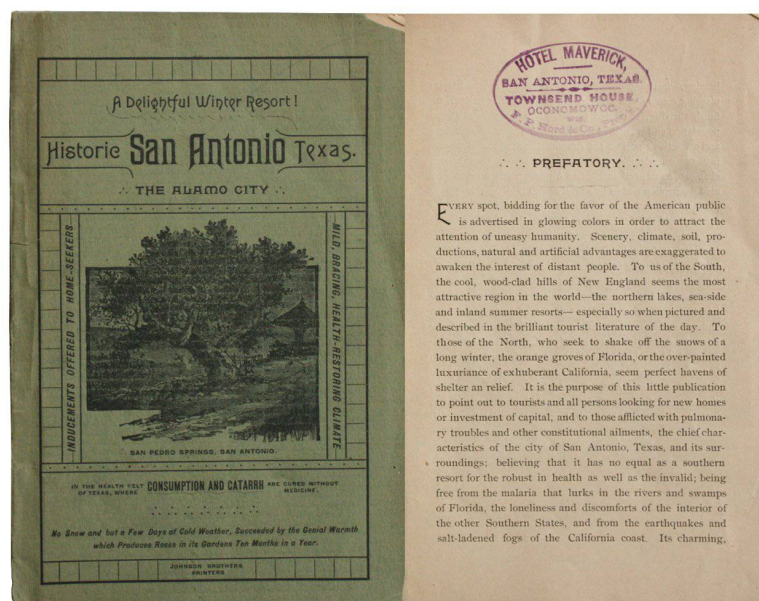 A Delightful Winter Resort!
Historic San Antonio Texas.
THE ALAMO CITY
INDUCEMENTS OFFERED TO HOME-SEEKERS.
MILD, BRACING, HEALTH-RESTORING CLIMATE
SAN PEDRO SPRINGS, SAN ANTONIO.
IN THE HEALTH BELT OF TEXAS, WHERE CONSUMPTION AND CATARRH ARE CURED WITHOUT MEDICINE.
No Snow and but a Few Days of Cold Weather, Succeeded by the Genial Warmth
which Produces Roses in its Gardens Ten Months in a Year.
JOHNSON BROTHERS
PRINTERS
HOTEL MAVERICK,
SAN ANTONIO, TEXAS.
TOWNSEND HOUSE,
OCONOMOWOC,
WIS.
PREFATORY.
EVERY spot, bidding for the favor of the American public
is advertised in glowing colors in order to attract the
attention of uneasy humanity. Scenery, climate, soil, pro-
ductions, natural and artificial advantages are exaggerated to
awaken the interest of distant people. To us of the South,
the cool, wood-clad hills of New England seems the most
attractive region in the world—the northern lakes, sea-side
and inland summer resorts— especially so when pictured and
described in the brilliant tourist literature of the day. To
those of the North, who seek to shake off the snows of a
long winter, the orange groves of Florida, or the over-painted
luxuriance of exhuberant California, seem perfect havens of
shelter an relief. It is the purpose of this little publication
to point out to tourists and all persons looking for new homes
or investment of capital, and to those afflicted with pulmona-
ry troubles and other constitutional ailments, the chief char-
acteristics of the city of San Antonio, Texas, and its sur-
roundings; believing that it has no equal as a southern
resort for the robust in health as well as the invalid; being
free from the malaria that lurks in the rivers and swamps
of Florida, the loneliness and discomforts of the interior of
the other Southern States, and from the earthquakes and
salt-ladened fogs of the California coast. Its charming,